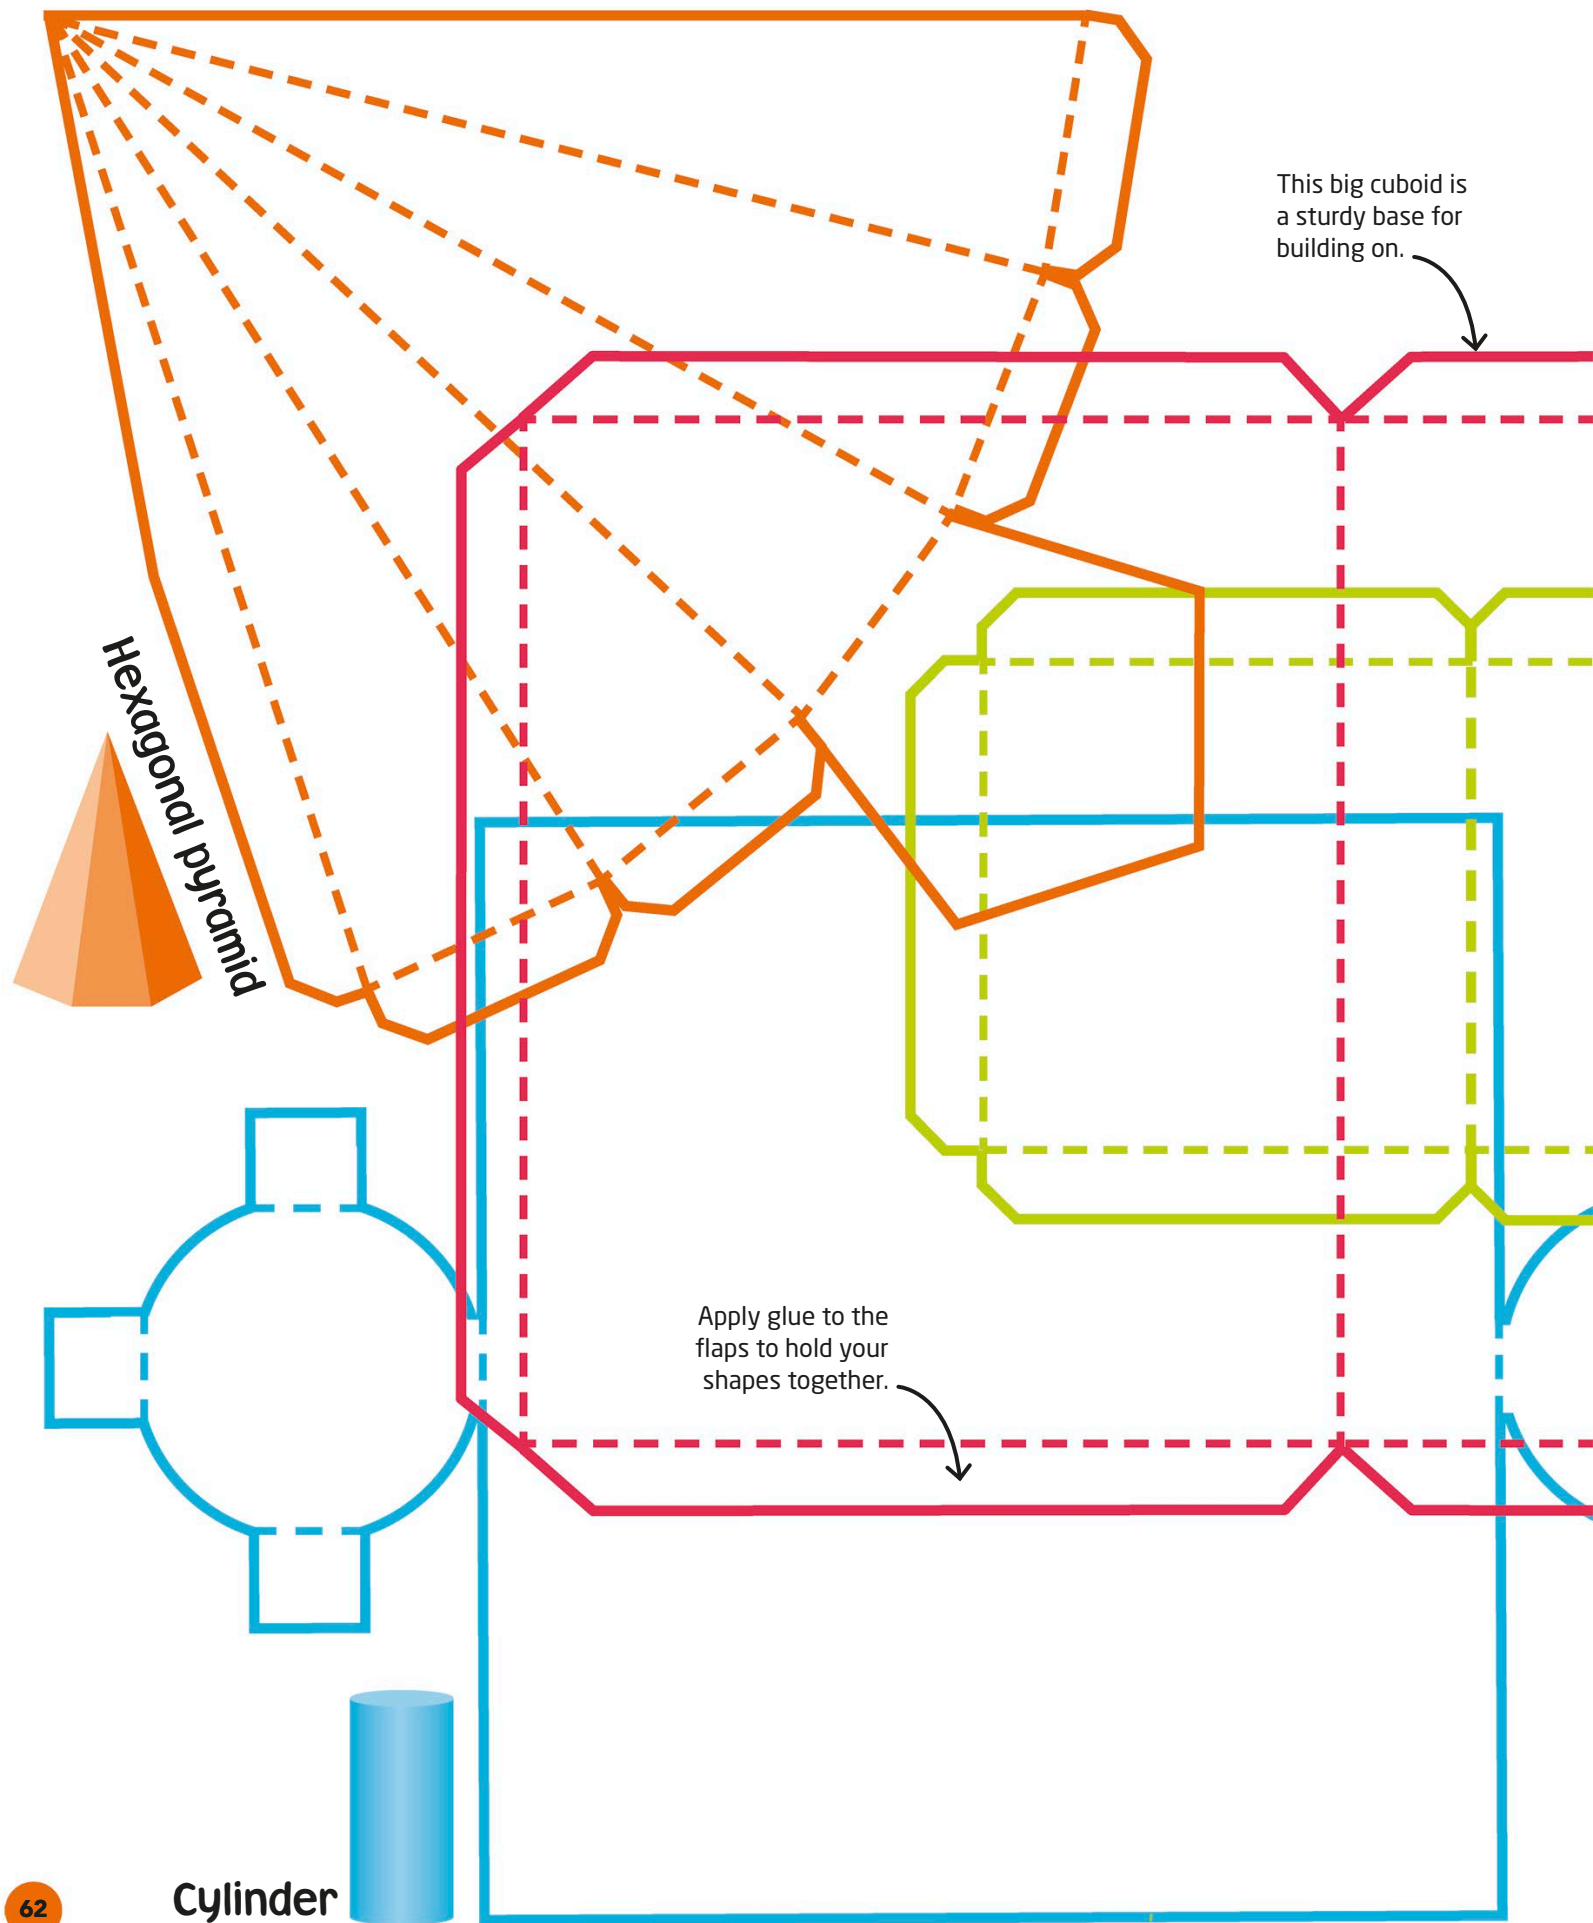 This big cuboid is
a sturdy base for
building on.
Hexagonal pyramid
Apply glue to the
flaps to hold your
shapes together.
Cylinder
62